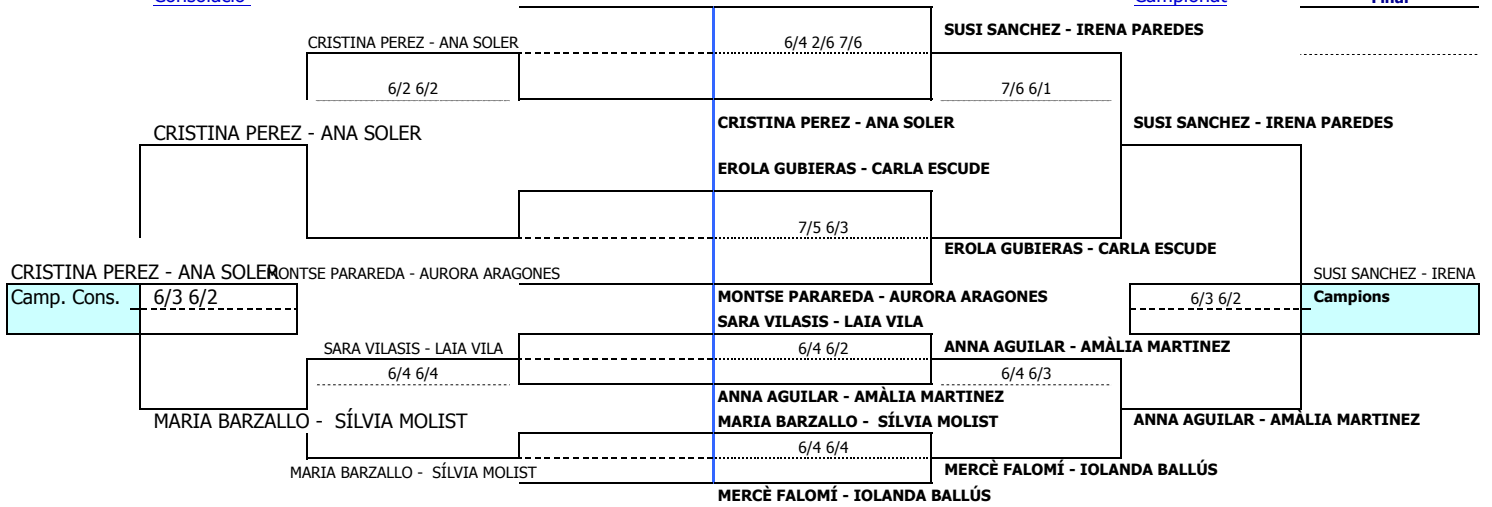 Consolació
Campionat
Final
SUSI SANCHEZ - IRENA PAREDES
CRISTINA PEREZ - ANA SOLER
6/4 2/6 7/6
6/2 6/2
7/6 6/1
CRISTINA PEREZ - ANA SOLER
SUSI SANCHEZ - IRENA PAREDES
CRISTINA PEREZ - ANA SOLER
EROLA GUBIERAS - CARLA ESCUDE
7/5 6/3
EROLA GUBIERAS - CARLA ESCUDE
CRISTINA PEREZ - ANA SOLER
MONTSE PARAREDA - AURORA ARAGONES
SUSI SANCHEZ - IRENA
Camp. Cons.
6/3 6/2
MONTSE PARAREDA - AURORA ARAGONES
6/3 6/2
Campions
SARA VILASIS - LAIA VILA
SARA VILASIS - LAIA VILA
6/4 6/2
ANNA AGUILAR - AMÀLIA MARTINEZ
6/4 6/4
6/4 6/3
ANNA AGUILAR - AMÀLIA MARTINEZ
MARIA BARZALLO - SÍLVIA MOLIST
MARIA BARZALLO - SÍLVIA MOLIST
ANNA AGUILAR - AMÀLIA MARTINEZ
6/4 6/4
MARIA BARZALLO - SÍLVIA MOLIST
MERCÈ FALOMÍ - IOLANDA BALLÚS
MERCÈ FALOMÍ - IOLANDA BALLÚS